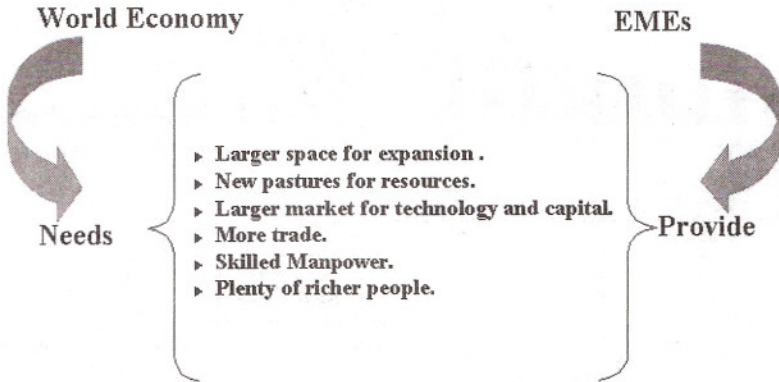 World Economy
EMEs
Larger space for expansion .
New pastures for resources.
Larger market for technology and capital.
Needs
More trade.
Provide
Skilled Manpower.
Plenty of richer people.